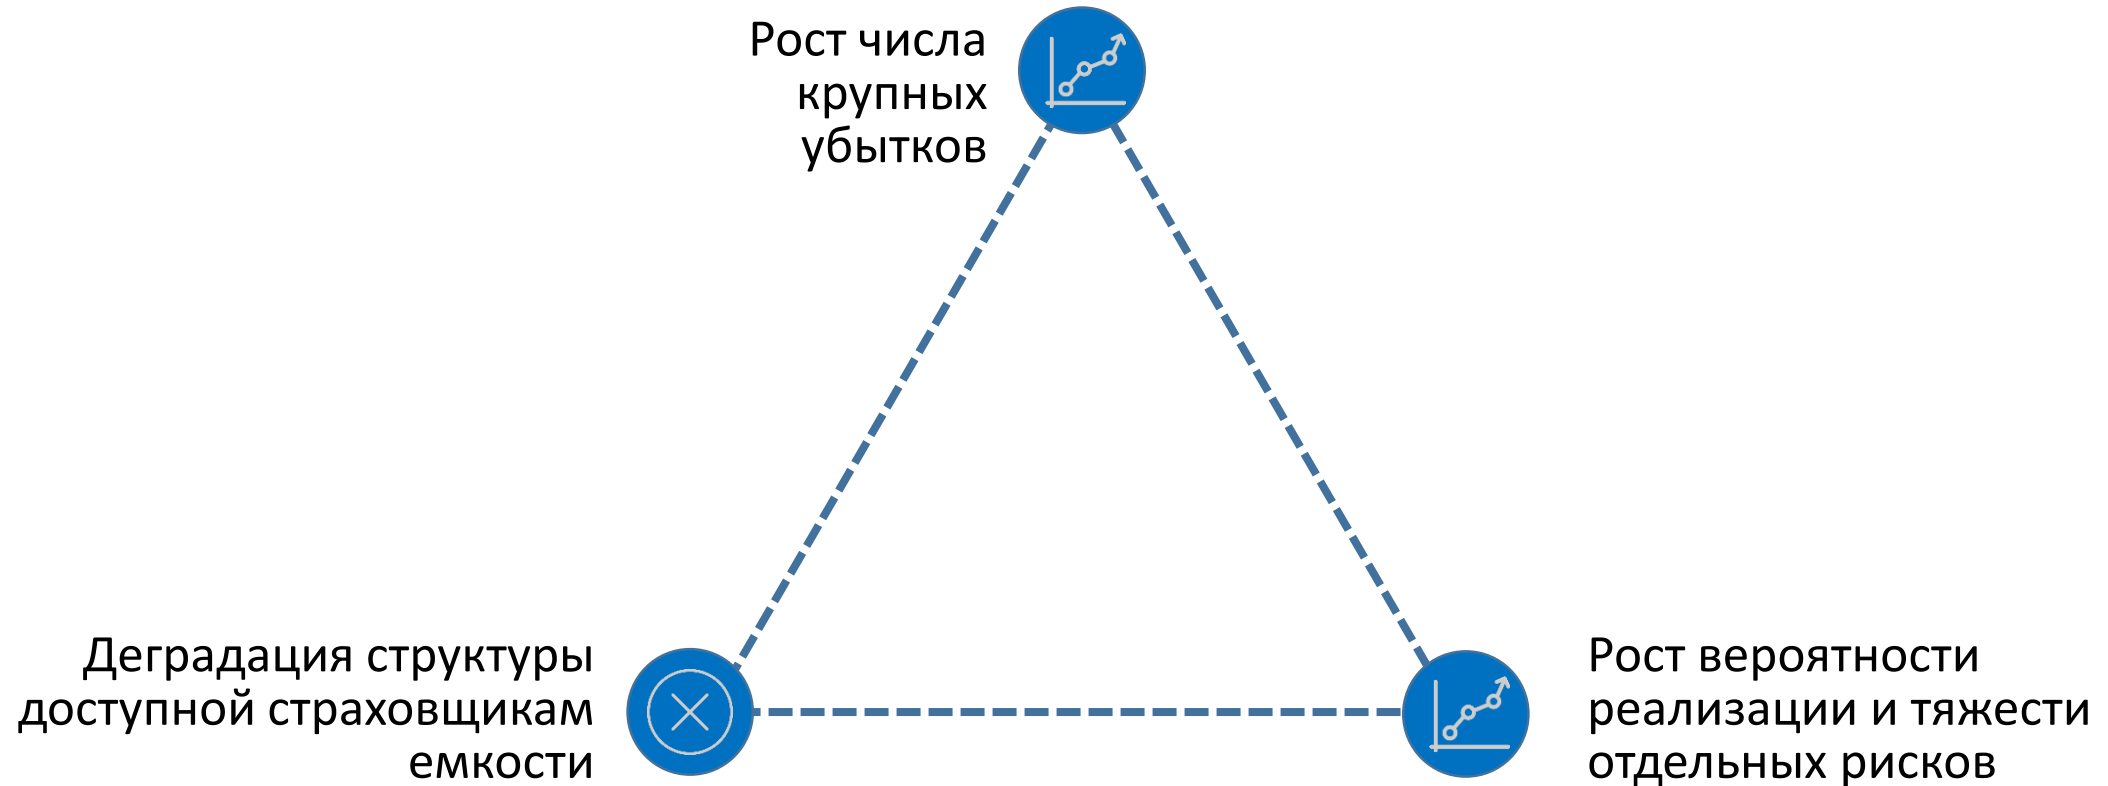 Рост числа
крупных
убытков
Деградация структуры
доступной страховщикам
емкости
Рост вероятности
реализации и тяжести
отдельных рисков